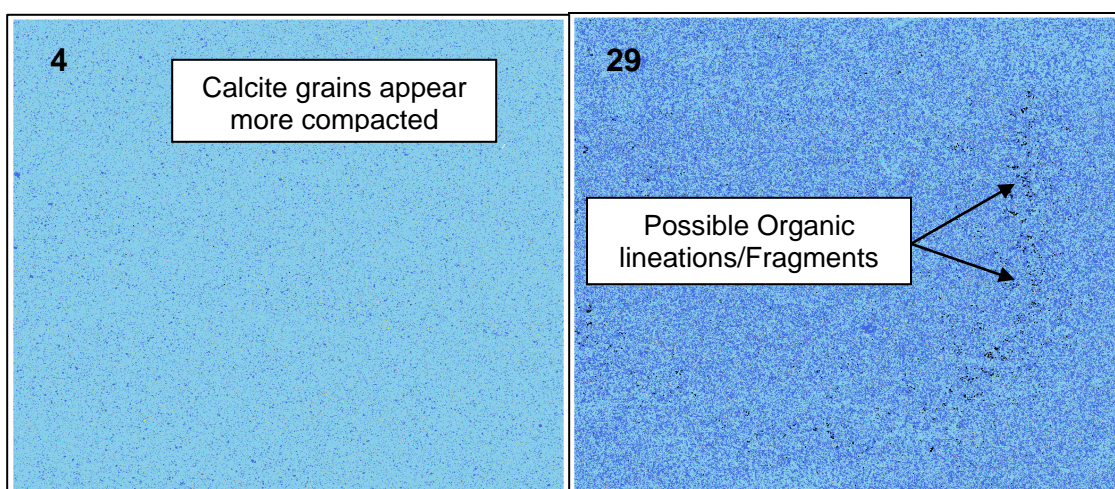 4
Calcite grains appear
more compacted
29
Possible Organic
lineations/Fragments